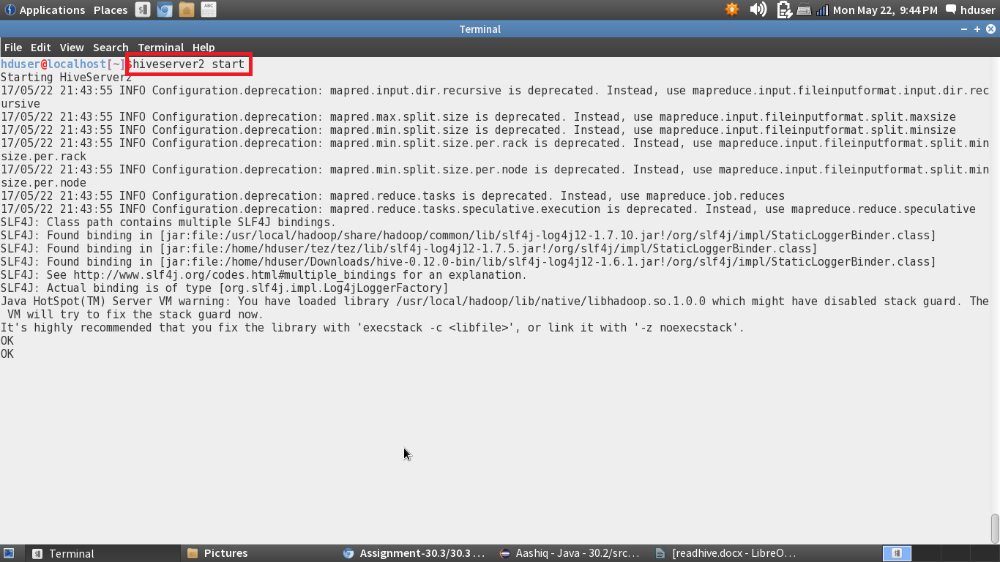 Applications Places Mon May 22, 9:44 PM hduser
Terminal
File Edit View Search Terminal Help
hduser@localhost[~]$hiveserver2 start
Starting HiveServer2
17/05/22 21:43:55 INFO Configuration.deprecation: mapred.input.dir.recursive is deprecated. Instead, use mapreduce.input.fileinputformat.input.dir.rec
ursive
17/05/22 21:43:55 INFO Configuration.deprecation: mapred.max.split.size is deprecated. Instead, use mapreduce.input.fileinputformat.split.maxsize
17/05/22 21:43:55 INFO Configuration.deprecation: mapred.min.split.size is deprecated. Instead, use mapreduce.input.fileinputformat.split.minsize
17/05/22 21:43:55 INFO Configuration.deprecation: mapred.min.split.size.per.rack is deprecated. Instead, use mapreduce.input.fileinputformat.split.min
size.per.rack
17/05/22 21:43:55 INFO Configuration.deprecation: mapred.min.split.size.per.node is deprecated. Instead, use mapreduce.input.fileinputformat.split.min
size.per.node
17/05/22 21:43:55 INFO Configuration.deprecation: mapred.reduce.tasks is deprecated. Instead, use mapreduce.job.reduces
17/05/22 21:43:55 INFO Configuration.deprecation: mapred.reduce.tasks.speculative.execution is deprecated. Instead, use mapreduce.reduce.speculative
SLF4J: Class path contains multiple SLF4J bindings.
SLF4J: Found binding in [jar:file:/usr/local/hadoop/share/hadoop/common/lib/slf4j-log4j12-1.7.10.jar!/org/slf4j/impl/StaticLoggerBinder.class]
SLF4J: Found binding in [jar:file:/home/hduser/tez/tez/lib/slf4j-log4j12-1.7.5.jar!/org/slf4j/impl/StaticLoggerBinder.class]
SLF4J: Found binding in [jar:file:/home/hduser/Downloads/hive-0.12.0-bin/lib/slf4j-log4j12-1.6.1.jar!/org/slf4j/impl/StaticLoggerBinder.class]
SLF4J: See http://www.slf4j.org/codes.html#multiple_bindings for an explanation.
SLF4J: Actual binding is of type [org.slf4j.impl.Log4jLoggerFactory]
Java HotSpot(TM) Server VM warning: You have loaded library /usr/local/hadoop/lib/native/libhadoop.so.1.0.0 which might have disabled stack guard. The
VM will try to fix the stack guard now.
It's highly recommended that you fix the library with 'execstack -c <libfile>', or link it with '-z noexecstack'.
OK
OK
Terminal Pictures Assignment-30.3/30.3 ... Aashiq - Java - 30.2/src... [readhive.docx - LibreO...